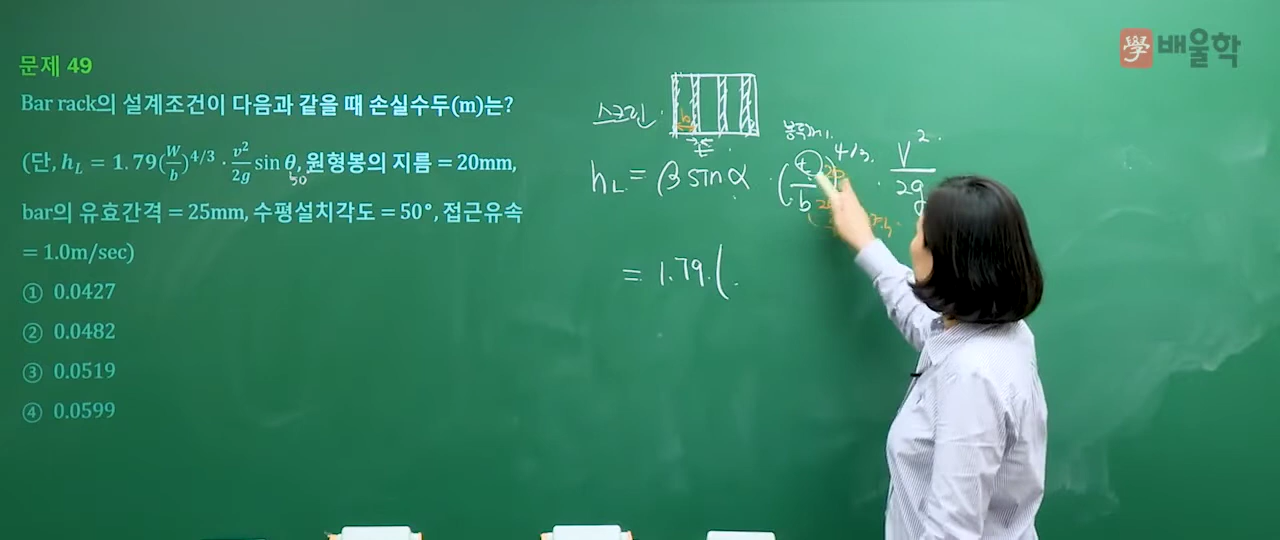 學 배울학
문제 49
Bar rack의 설계조건이 다음과 같을 때 손실수두(m)는?
(단, h_L = 1.79(W/b)^4/3 · v²/2g sin θ, 원형봉의 지름 = 20mm,
50
bar의 유효간격 = 25mm, 수평설치각도 = 50°, 접근유속
= 1.0m/sec)
① 0.0427
② 0.0482
③ 0.0519
④ 0.0599
스크린.
b
봉두께.
h_L = β sin α · (t/b)^4/3 · V²/2g
= 1.79 · (